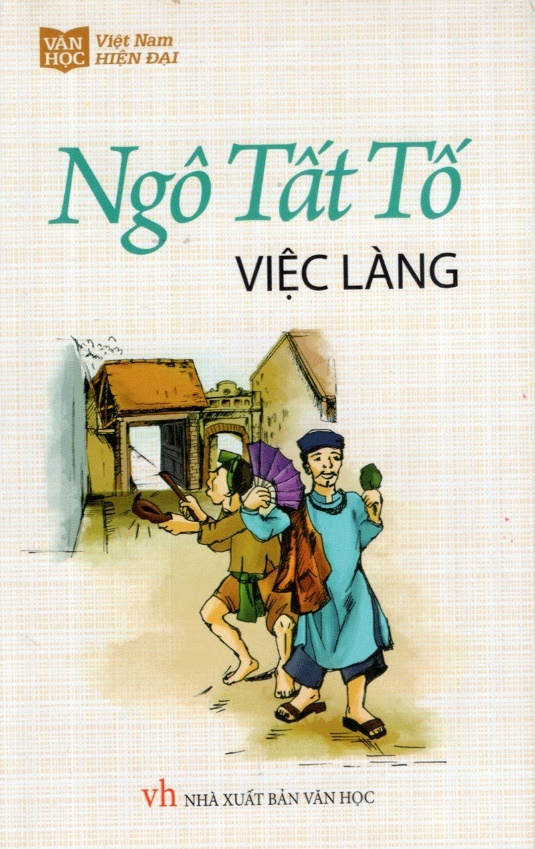 VĂN HỌC
Việt Nam
HIỆN ĐẠI
Ngô Tất Tố
VIỆC LÀNG
vh NHÀ XUẤT BẢN VĂN HỌC